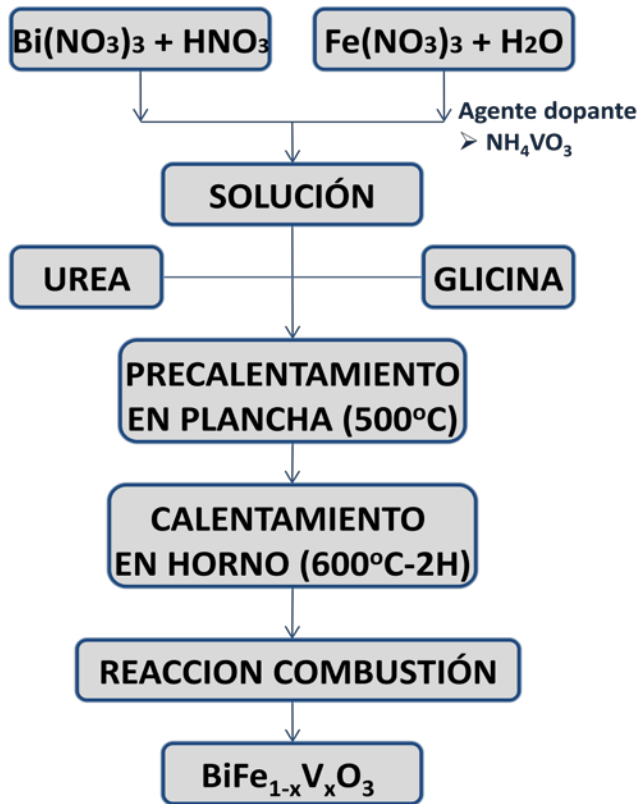 Bi(NO₃)₃ + HNO₃
Fe(NO₃)₃ + H₂O
Agente dopante
➢ NH₄VO₃
SOLUCIÓN
UREA
GLICINA
PRECALENTAMIENTO
EN PLANCHA (500ºC)
CALENTAMIENTO
EN HORNO (600ºC-2H)
REACCION COMBUSTIÓN
BiFe₁₋ₓVₓO₃